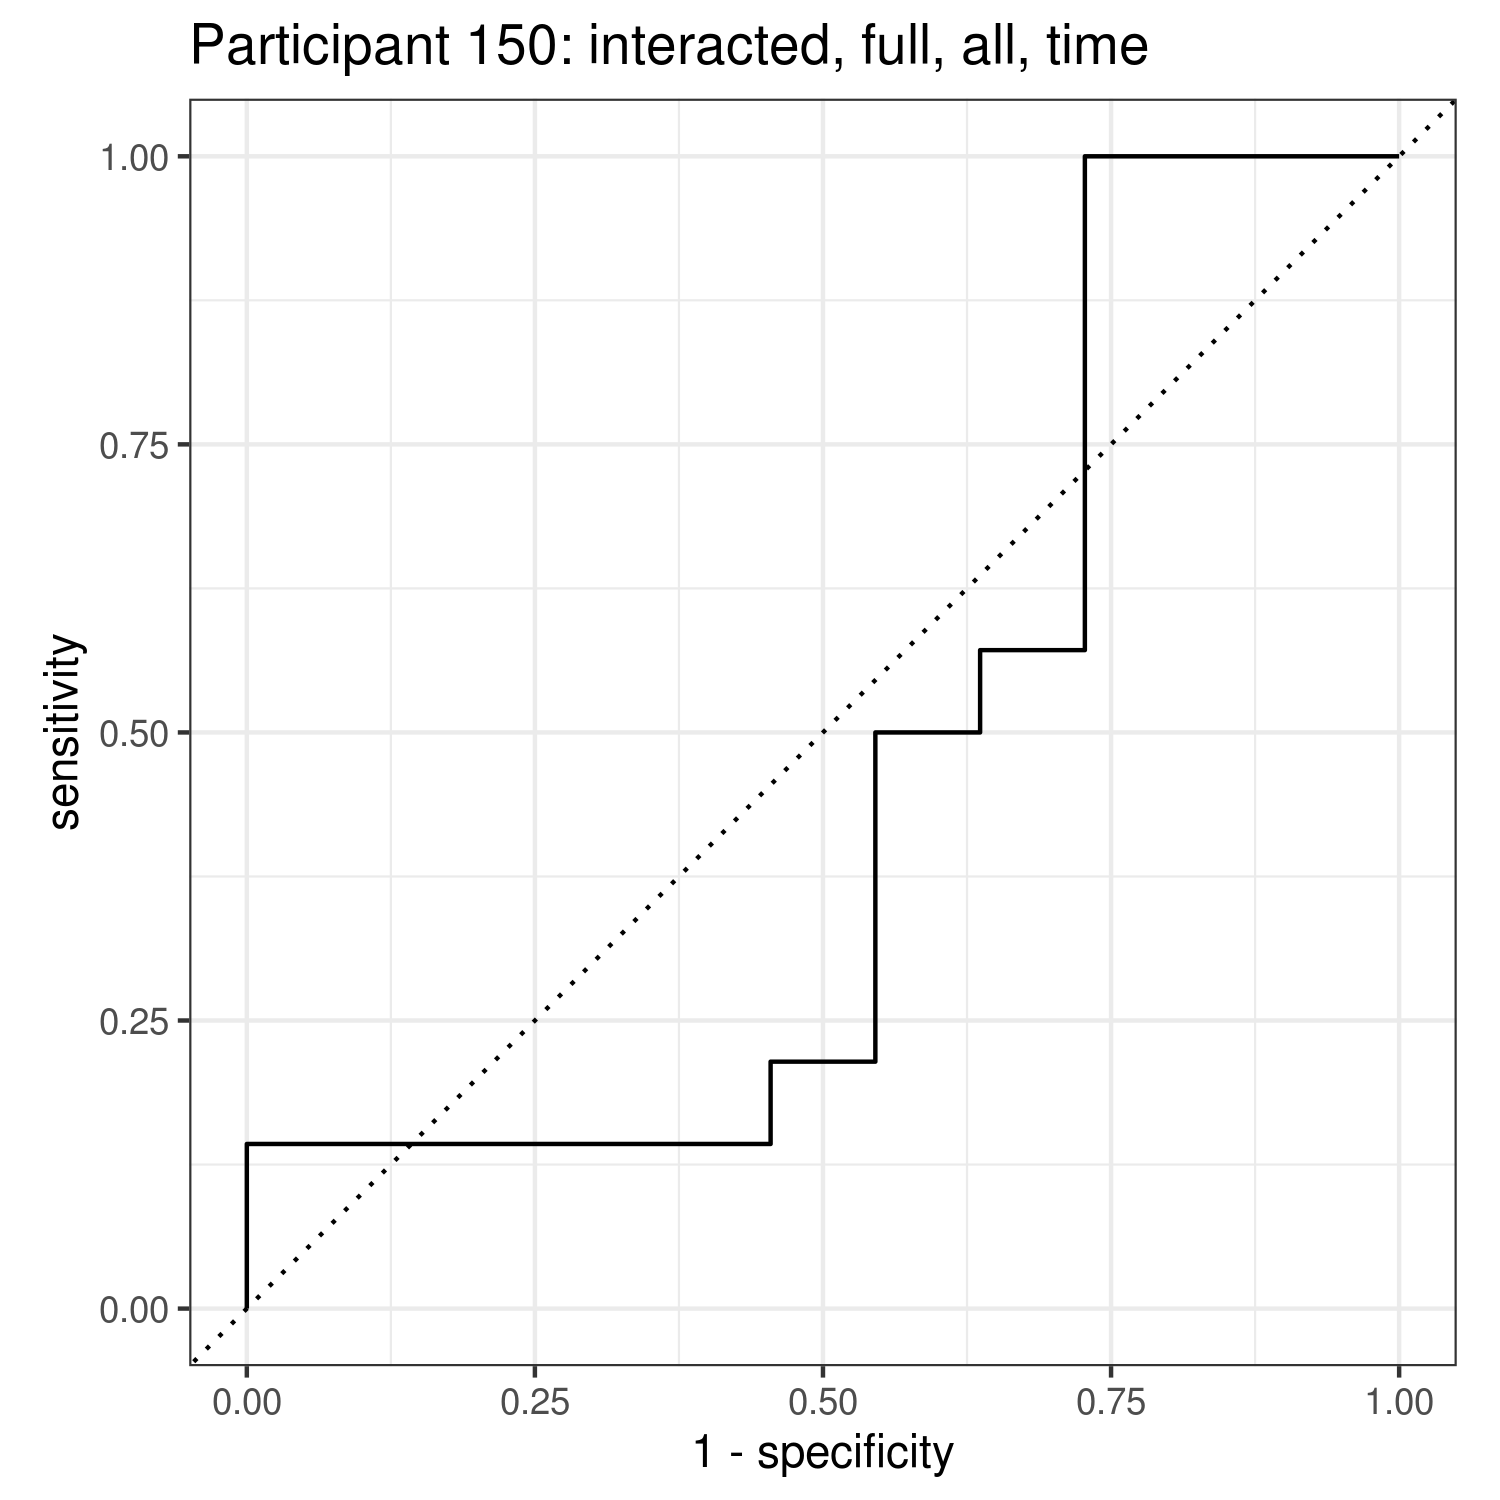 Participant 150: interacted, full, all, time
1.00
0.75
0.50
0.25
0.00
sensitivity
0.00 0.25 0.50 0.75 1.00
1 - specificity